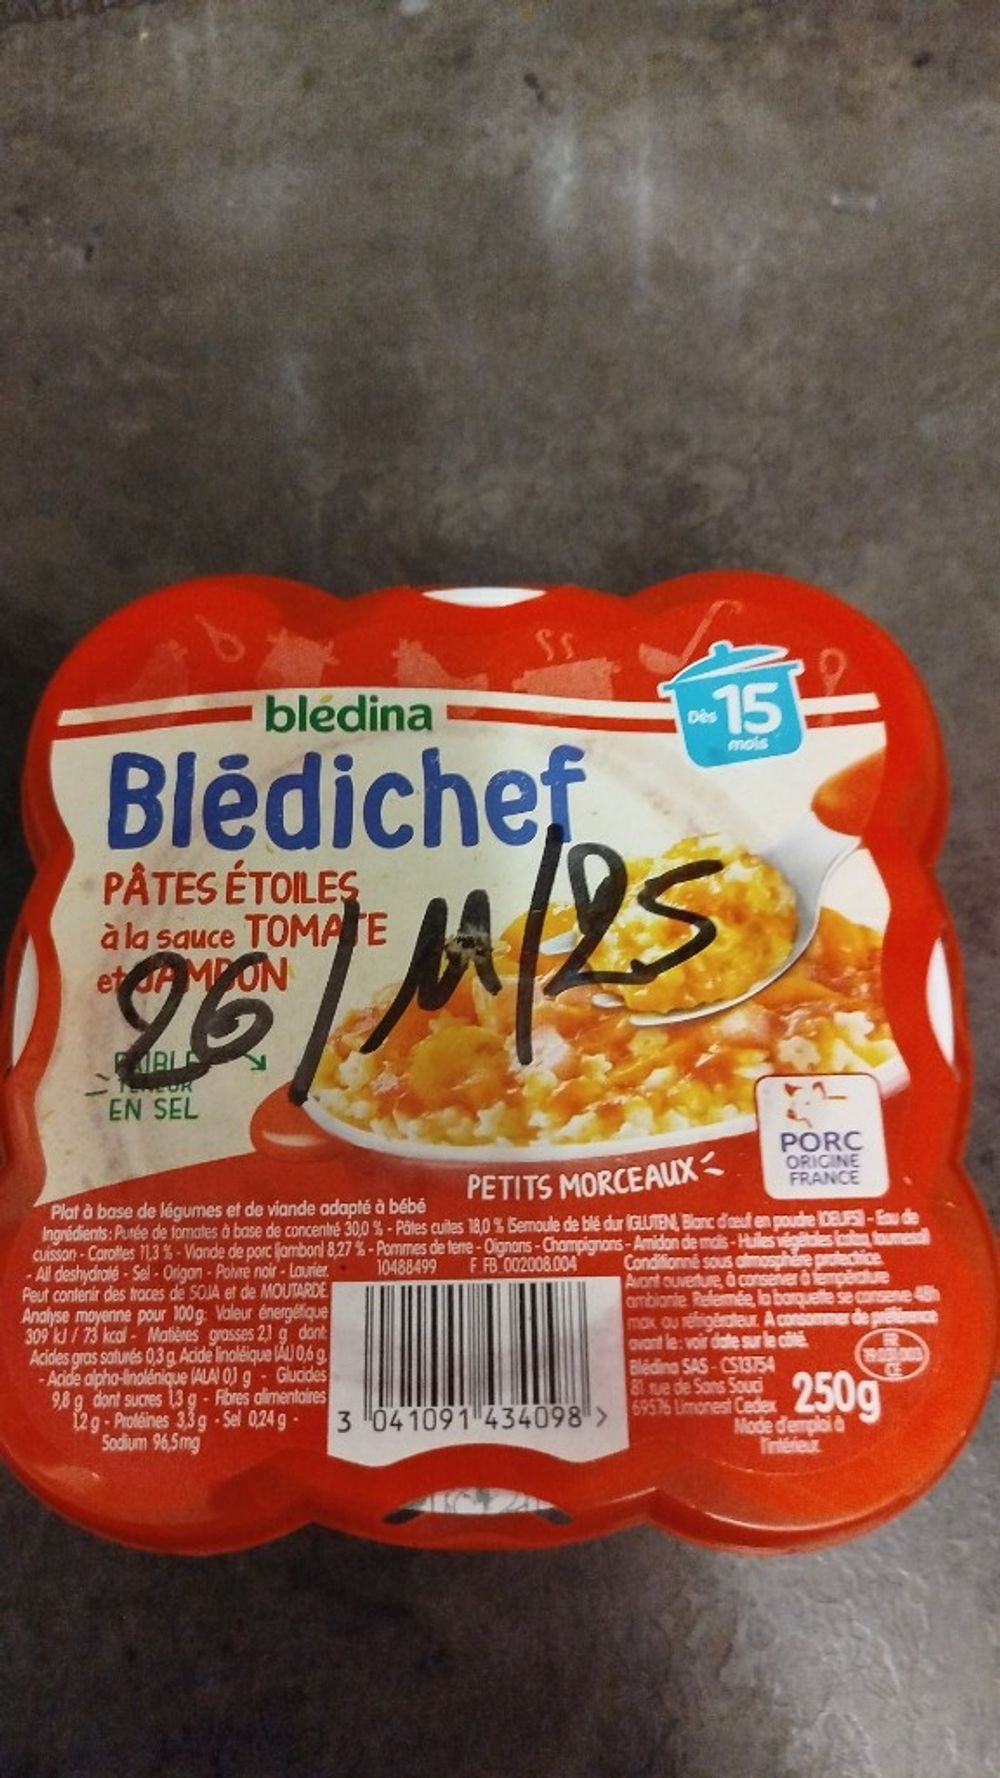 blédina
Dès 15 mois
Blédichef
PÂTES ÉTOILES
à la sauce TOMATE
et JAMBON
26/11/25
FAIBLE
TENEUR
EN SEL
PORC
ORIGINE
FRANCE
PETITS MORCEAUX
Plat à base de légumes et de viande adapté à bébé
Ingrédients: Purée de tomates à base de concentré 30,0 % - Pâtes cuites 18,0 % (Semoule de blé dur (GLUTEN), Blanc d'œuf en poudre (OEUFS)) - Eau de
cuisson - Carottes 11,3 % - Viande de porc (jambon) 8,27 % - Pommes de terre - Oignons - Champignons - Amidon de maïs - Huiles végétales (colza, tournesol)
- Ail deshydraté - Sel - Origan - Poivre noir - Laurier.
Peut contenir des traces de SOJA et de MOUTARDE
Analyse moyenne pour 100g: Valeur énergétique
309 kJ / 73 kcal - Matières grasses 2,1 g dont
Acides gras saturés 0,3 g, Acide linoléique (AL) 0,6 g,
- Acide alpha-linolénique (ALA) 0,1 g - Glucides
9,8 g dont sucres 1,3 g - Fibres alimentaires
1,2 g - Protéines 3,3 g - Sel 0,24 g -
Sodium 96,5mg
10488499 F FB 002008.004
3 041091 434098 >
Conditionné sous atmosphère protectrice.
Avant ouverture, à conserver à température
ambiante. Refermée, la barquette se conserve 48h
max au réfrigérateur. A consommer de préférence
avant le: voir date sur le côté.
Blédina SAS - CS13754
81 rue de Sans Souci
69576 Limonest Cedex
250g
Mode d'emploi à
l'intérieur.
FR
19.031.003
CE